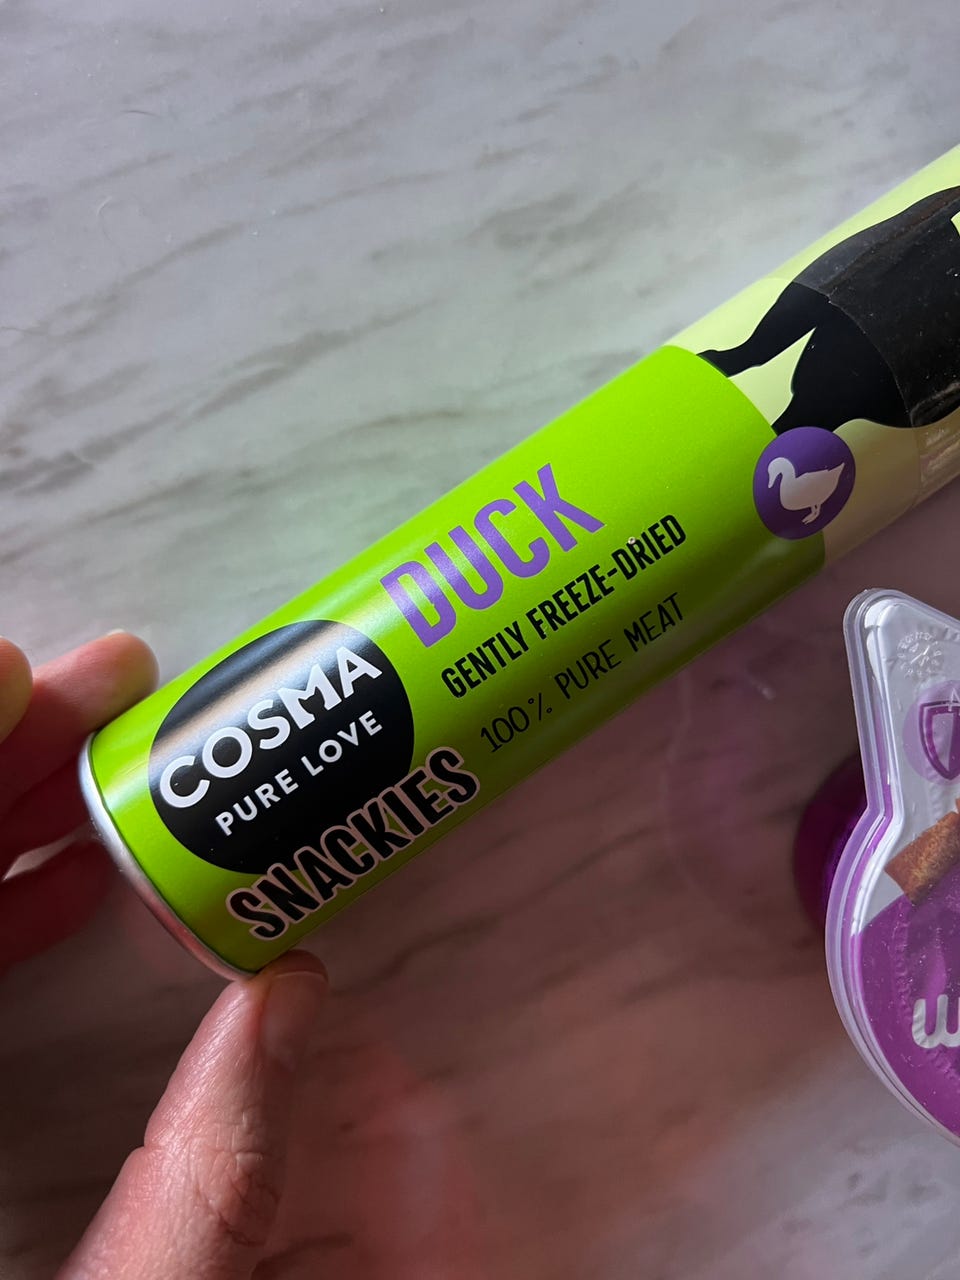 COSMA
PURE LOVE
SNACKIES
DUCK
GENTLY FREEZE-DRIED
100% PURE MEAT